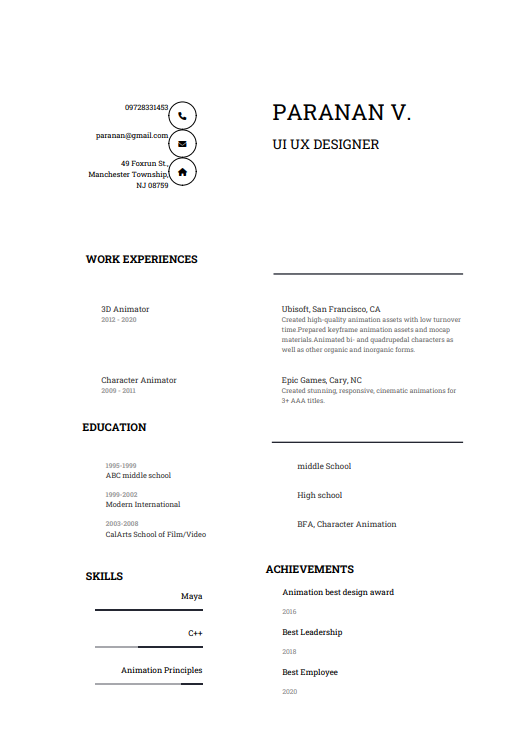 09728331453
paranan@gmail.com
49 Foxrun St.,
Manchester Township,
NJ 08759
PARANAN V.
UI UX DESIGNER
WORK EXPERIENCES
3D Animator
2012 - 2020
Ubisoft, San Francisco, CA
Created high-quality animation assets with low turnover
time.Prepared keyframe animation assets and mocap
materials.Animated bi- and quadrupedal characters as
well as other organic and inorganic forms.
Character Animator
2009 - 2011
Epic Games, Cary, NC
Created stunning, responsive, cinematic animations for
3+ AAA titles.
EDUCATION
1995-1999
ABC middle school
middle School
1999-2002
Modern International
High school
2003-2008
CalArts School of Film/Video
BFA, Character Animation
SKILLS
Maya
C++
Animation Principles
ACHIEVEMENTS
Animation best design award
2016
Best Leadership
2018
Best Employee
2020